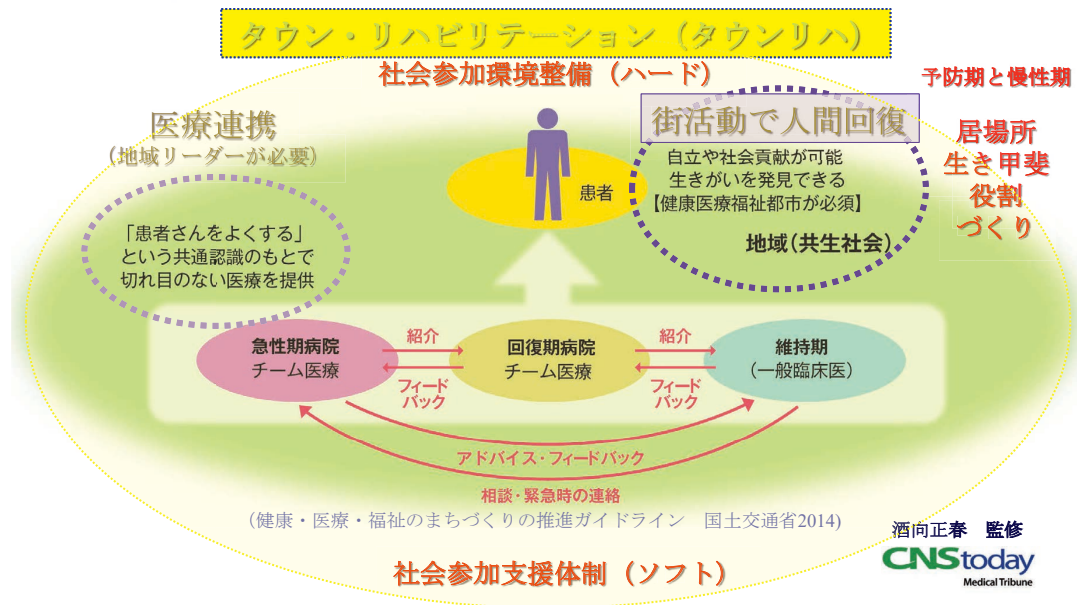 タウン・リハビリテーション（タウンリハ）
社会参加環境整備（ハード）
予防期と慢性期
医療連携
（地域リーダーが必要）
街活動で人間回復
居場所
生き甲斐
役割
づくり
自立や社会貢献が可能
生きがいを発見できる
【健康医療福祉都市が必須】
地域（共生社会）
患者
「患者さんをよくする」
という共通認識のもとで
切れ目のない医療を提供
急性期病院
チーム医療
紹介
フィード
バック
回復期病院
チーム医療
紹介
フィード
バック
維持期
（一般臨床医）
アドバイス・フィードバック
相談・緊急時の連絡
（健康・医療・福祉のまちづくりの推進ガイドライン　国土交通省2014）
酒向正春　監修
CNStoday
Medical Tribune
社会参加支援体制（ソフト）